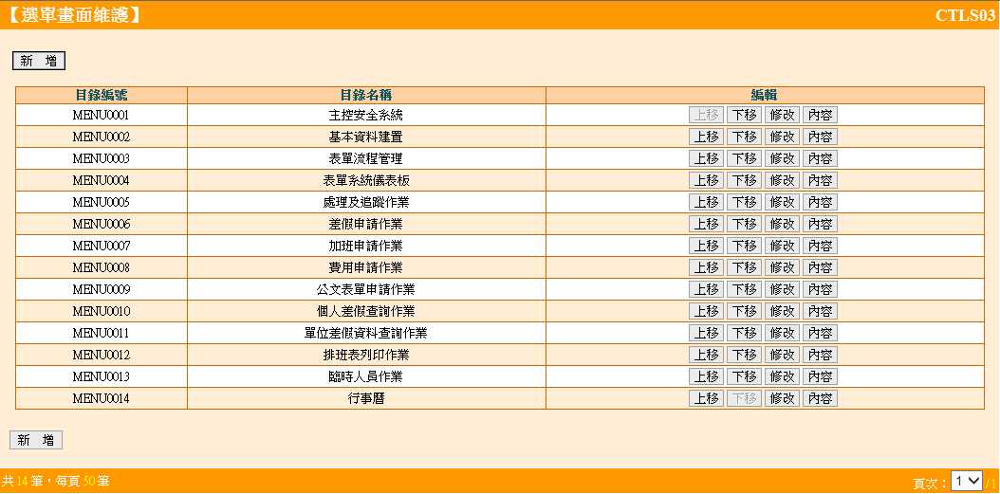 【選單畫面維護】 CTLS03
新 增
目錄編號 目錄名稱 編輯
MENU0001 主控安全系統 上移 下移 修改 內容
MENU0002 基本資料建置 上移 下移 修改 內容
MENU0003 表單流程管理 上移 下移 修改 內容
MENU0004 表單系統儀表板 上移 下移 修改 內容
MENU0005 處理及追蹤作業 上移 下移 修改 內容
MENU0006 差假申請作業 上移 下移 修改 內容
MENU0007 加班申請作業 上移 下移 修改 內容
MENU0008 費用申請作業 上移 下移 修改 內容
MENU0009 公文表單申請作業 上移 下移 修改 內容
MENU0010 個人差假查詢作業 上移 下移 修改 內容
MENU0011 單位差假資料查詢作業 上移 下移 修改 內容
MENU0012 排班表列印作業 上移 下移 修改 內容
MENU0013 臨時人員作業 上移 下移 修改 內容
MENU0014 行事曆 上移 下移 修改 內容
新 增
共 14 筆，每頁 50 筆 頁次： 1 / 1